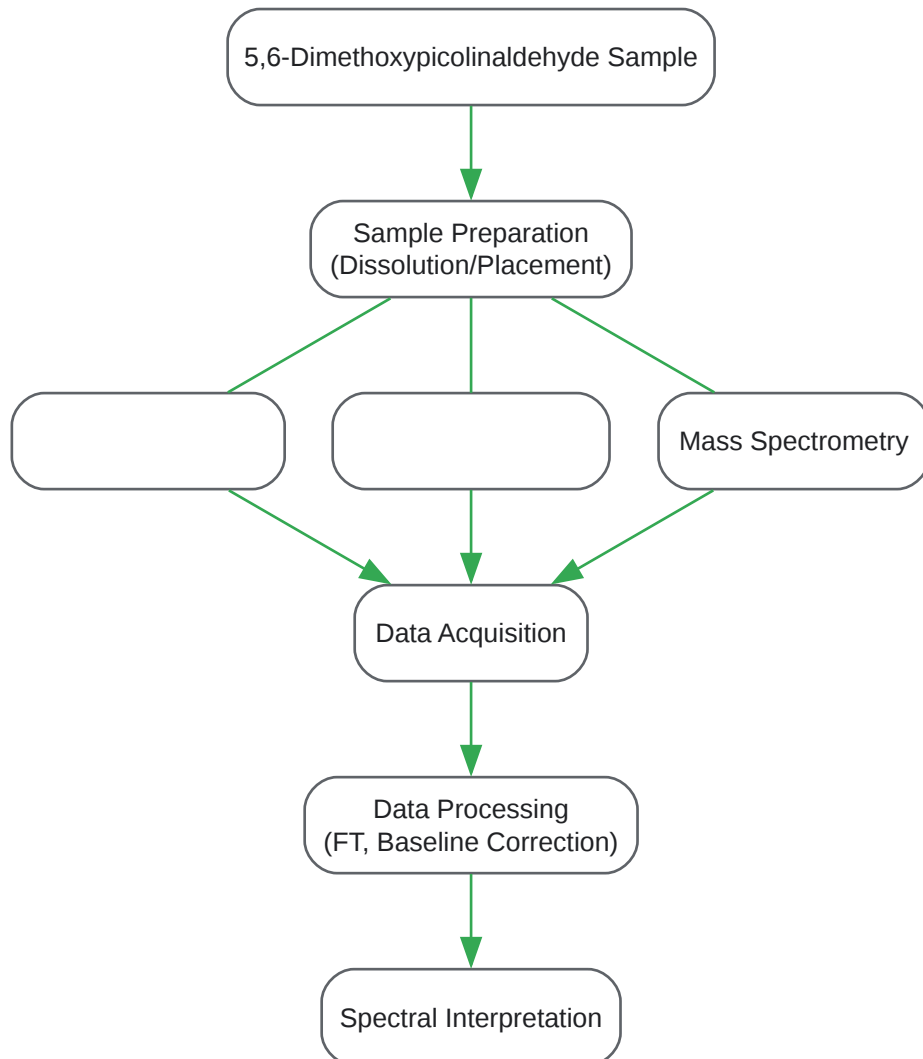 5,6-Dimethoxypicolinaldehyde Sample
Sample Preparation
(Dissolution/Placement)
Mass Spectrometry
Data Acquisition
Data Processing
(FT, Baseline Correction)
Spectral Interpretation